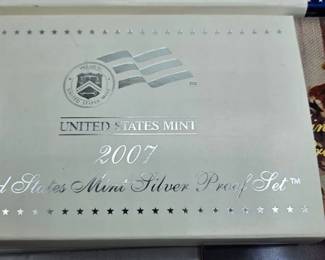 UNITED STATES MINT
2007
d States Mint Silver Proof Set™